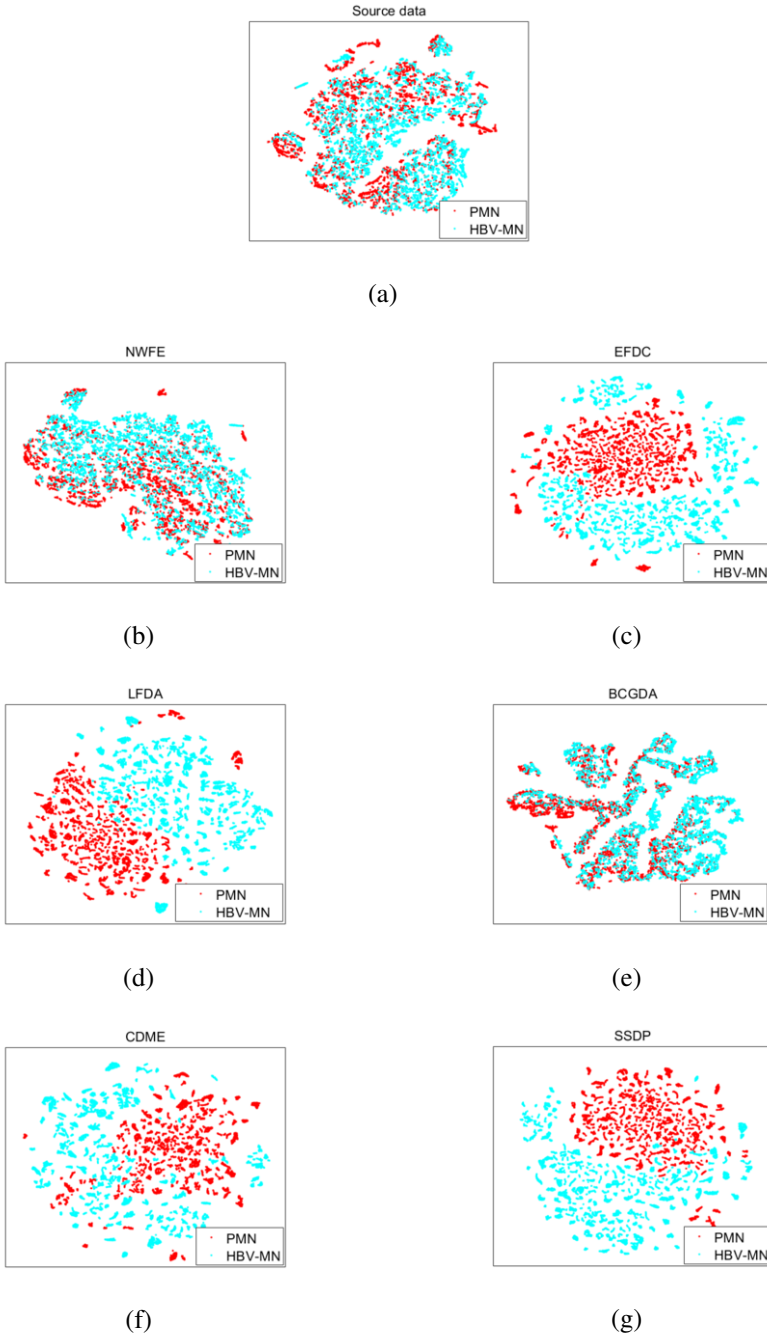 Source data
PMN
HBV-MN
(a)
NWFE
PMN
HBV-MN
(b)
EFDC
PMN
HBV-MN
(c)
LFDA
PMN
HBV-MN
(d)
BCGDA
PMN
HBV-MN
(e)
CDME
PMN
HBV-MN
(f)
SSDP
PMN
HBV-MN
(g)